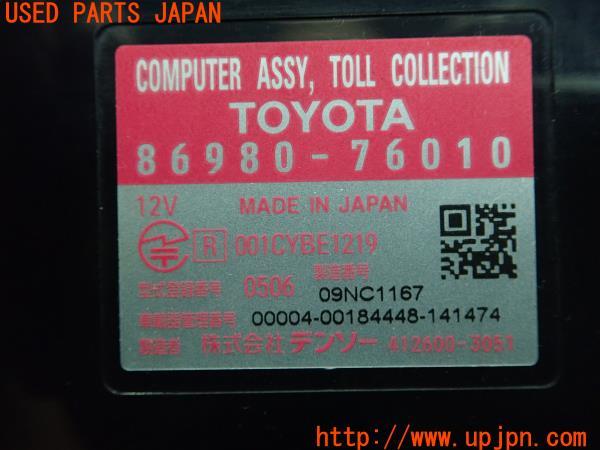 USED PARTS JAPAN
COMPUTER ASSY, TOLL COLLECTION
TOYOTA
86980-76010
12V MADE IN JAPAN
R 001CYBE1219
型式登録番号 0506 製造番号 09NC1167
車載器管理番号 00004-00184448-141474
製造者 株式会社 デンソー 412600-3051
https://www.upjpn.com/